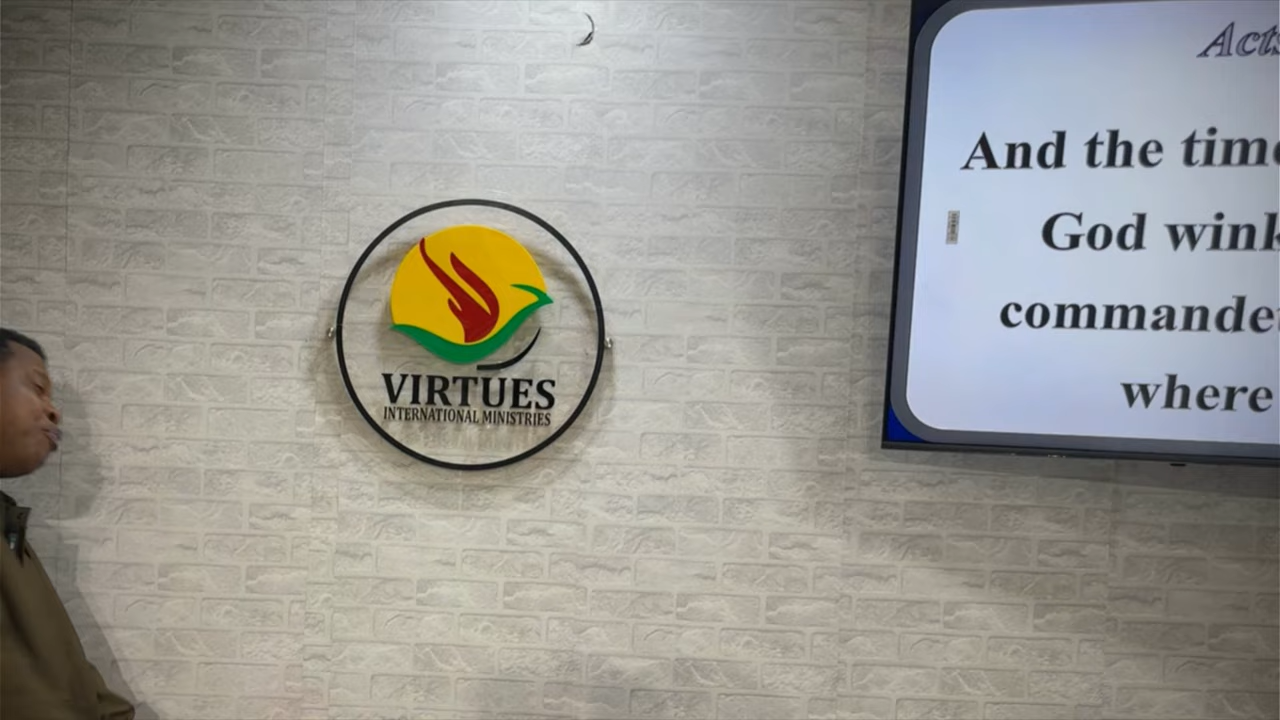 VIRTUES
INTERNATIONAL MINISTRIES
Acts
And the time
God wink
commande
where